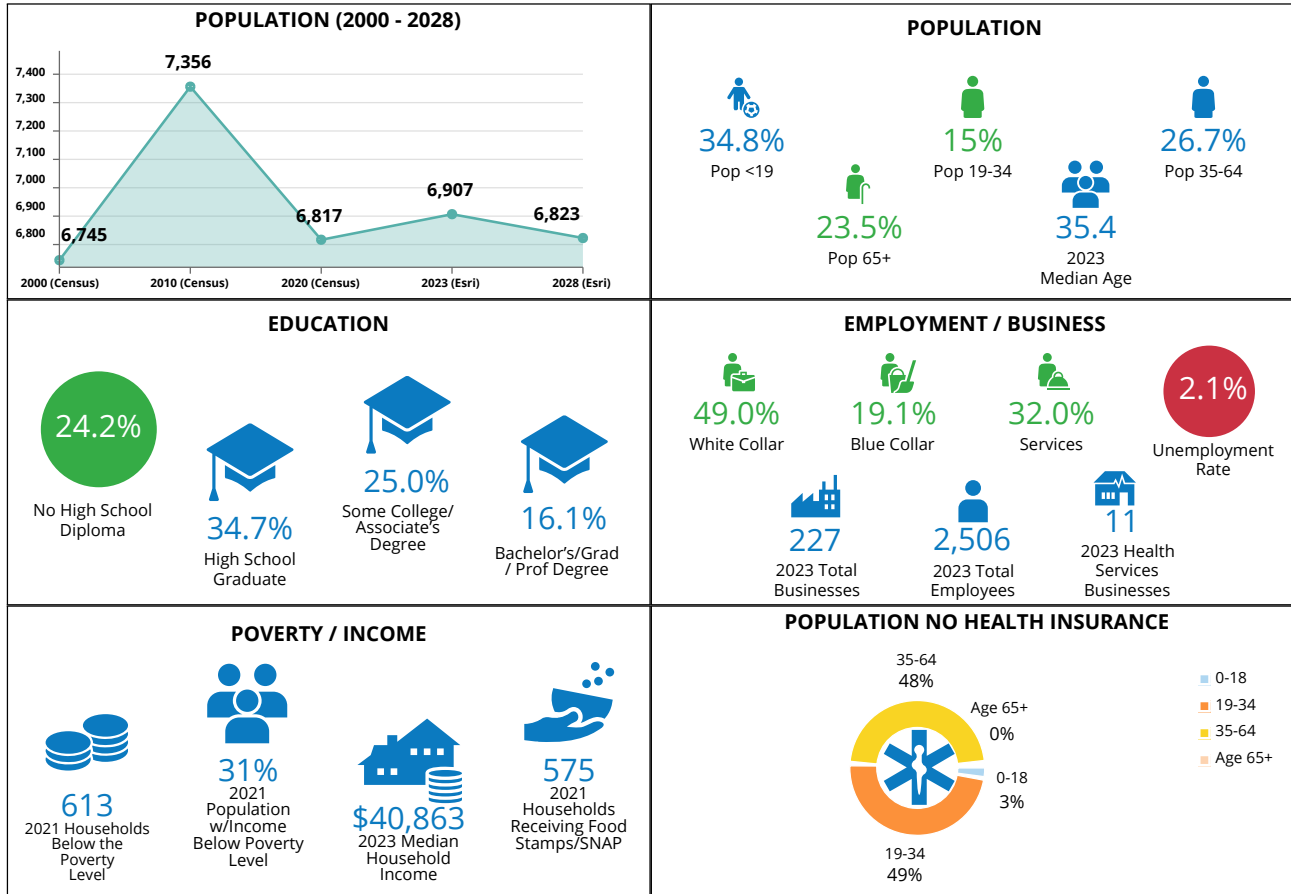 POPULATION (2000 - 2028)
7,400
7,300
7,200
7,100
7,000
6,900
6,800
6,745
7,356
6,817
6,907
6,823
2000 (Census)
2010 (Census)
2020 (Census)
2023 (Esri)
2028 (Esri)
POPULATION
34.8%
Pop <19
15%
Pop 19-34
26.7%
Pop 35-64
23.5%
Pop 65+
35.4
2023
Median Age
EDUCATION
24.2%
No High School
Diploma
34.7%
High School
Graduate
25.0%
Some College/
Associate's
Degree
16.1%
Bachelor's/Grad
/ Prof Degree
EMPLOYMENT / BUSINESS
49.0%
White Collar
19.1%
Blue Collar
32.0%
Services
2.1%
Unemployment
Rate
227
2023 Total
Businesses
2,506
2023 Total
Employees
11
2023 Health
Services
Businesses
POVERTY / INCOME
613
2021 Households
Below the
Poverty
Level
31%
2021
Population
w/Income
Below Poverty
Level
$40,863
2023 Median
Household
Income
575
2021
Households
Receiving Food
Stamps/SNAP
POPULATION NO HEALTH INSURANCE
35-64
48%
Age 65+
0%
0-18
3%
19-34
49%
0-18
19-34
35-64
Age 65+